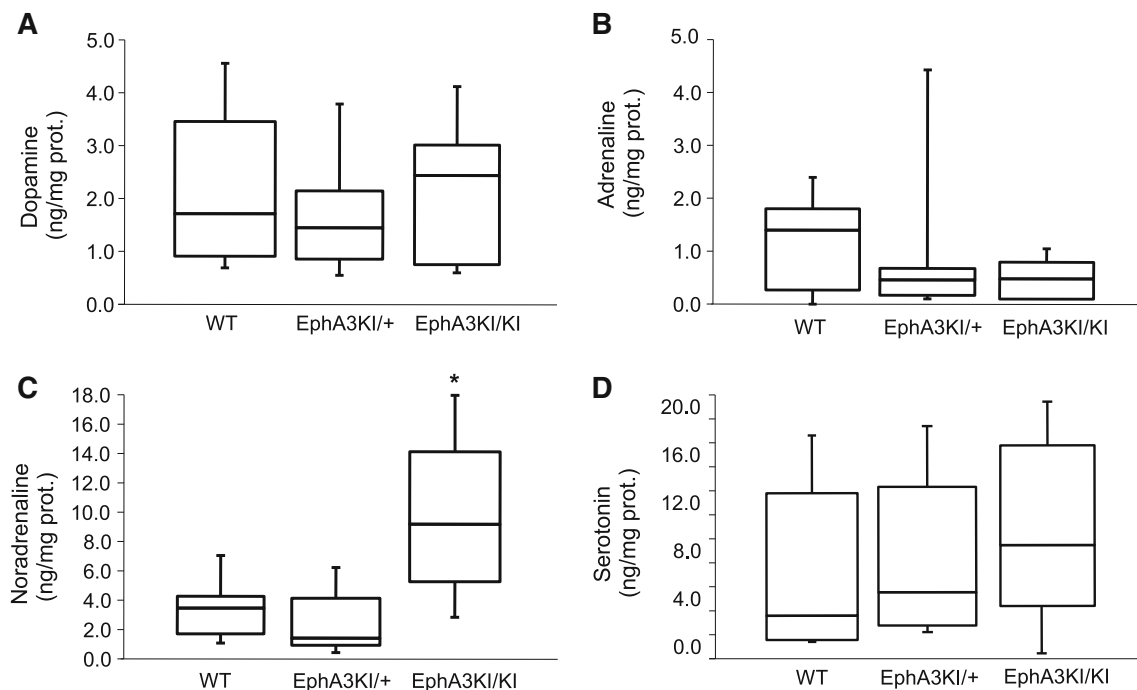 A
5.0
4.0
3.0
2.0
1.0
0.0
Dopamine
(ng/mg prot.)
WT EphA3KI/+ EphA3KI/KI
B
5.0
4.0
3.0
2.0
1.0
0.0
Adrenaline
(ng/mg prot.)
WT EphA3KI/+ EphA3KI/KI
C
18.0
16.0
14.0
12.0
10.0
8.0
6.0
4.0
2.0
0.0
Noradrenaline
(ng/mg prot.)
*
WT EphA3KI/+ EphA3KI/KI
D
20.0
16.0
12.0
8.0
4.0
0.0
Serotonin
(ng/mg prot.)
WT EphA3KI/+ EphA3KI/KI